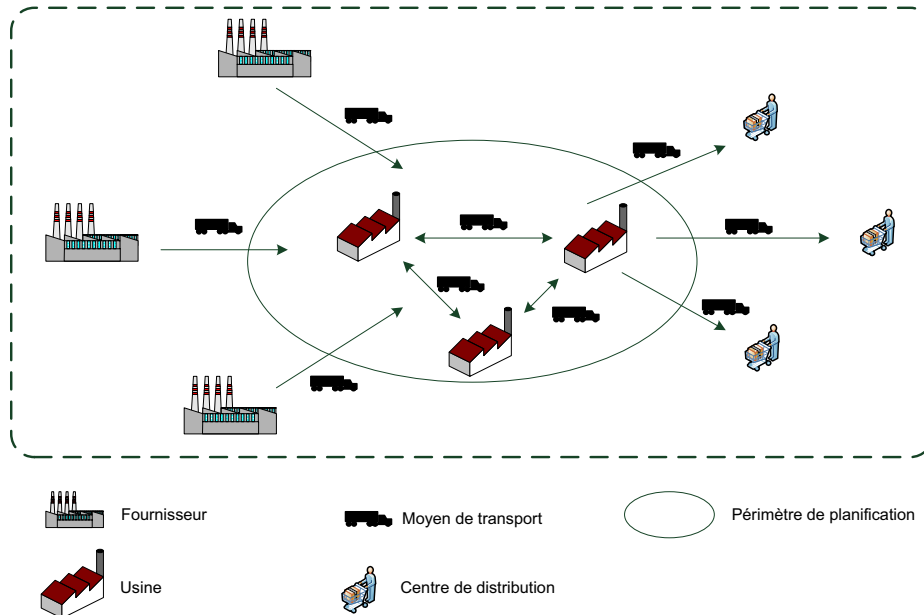 Fournisseur
Moyen de transport
Périmètre de planification
Usine
Centre de distribution